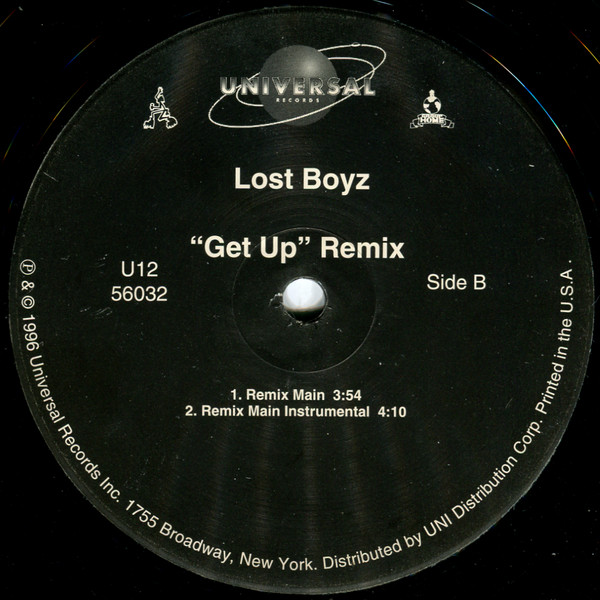 UNIVERSAL
RECORDS
Lost Boyz
“Get Up” Remix
U12
56032
Side B
1. Remix Main 3:54
2. Remix Main Instrumental 4:10
℗ & © 1996 Universal Records Inc. 1755 Broadway, New York. Distributed by UNI Distribution Corp. Printed in the U.S.A.